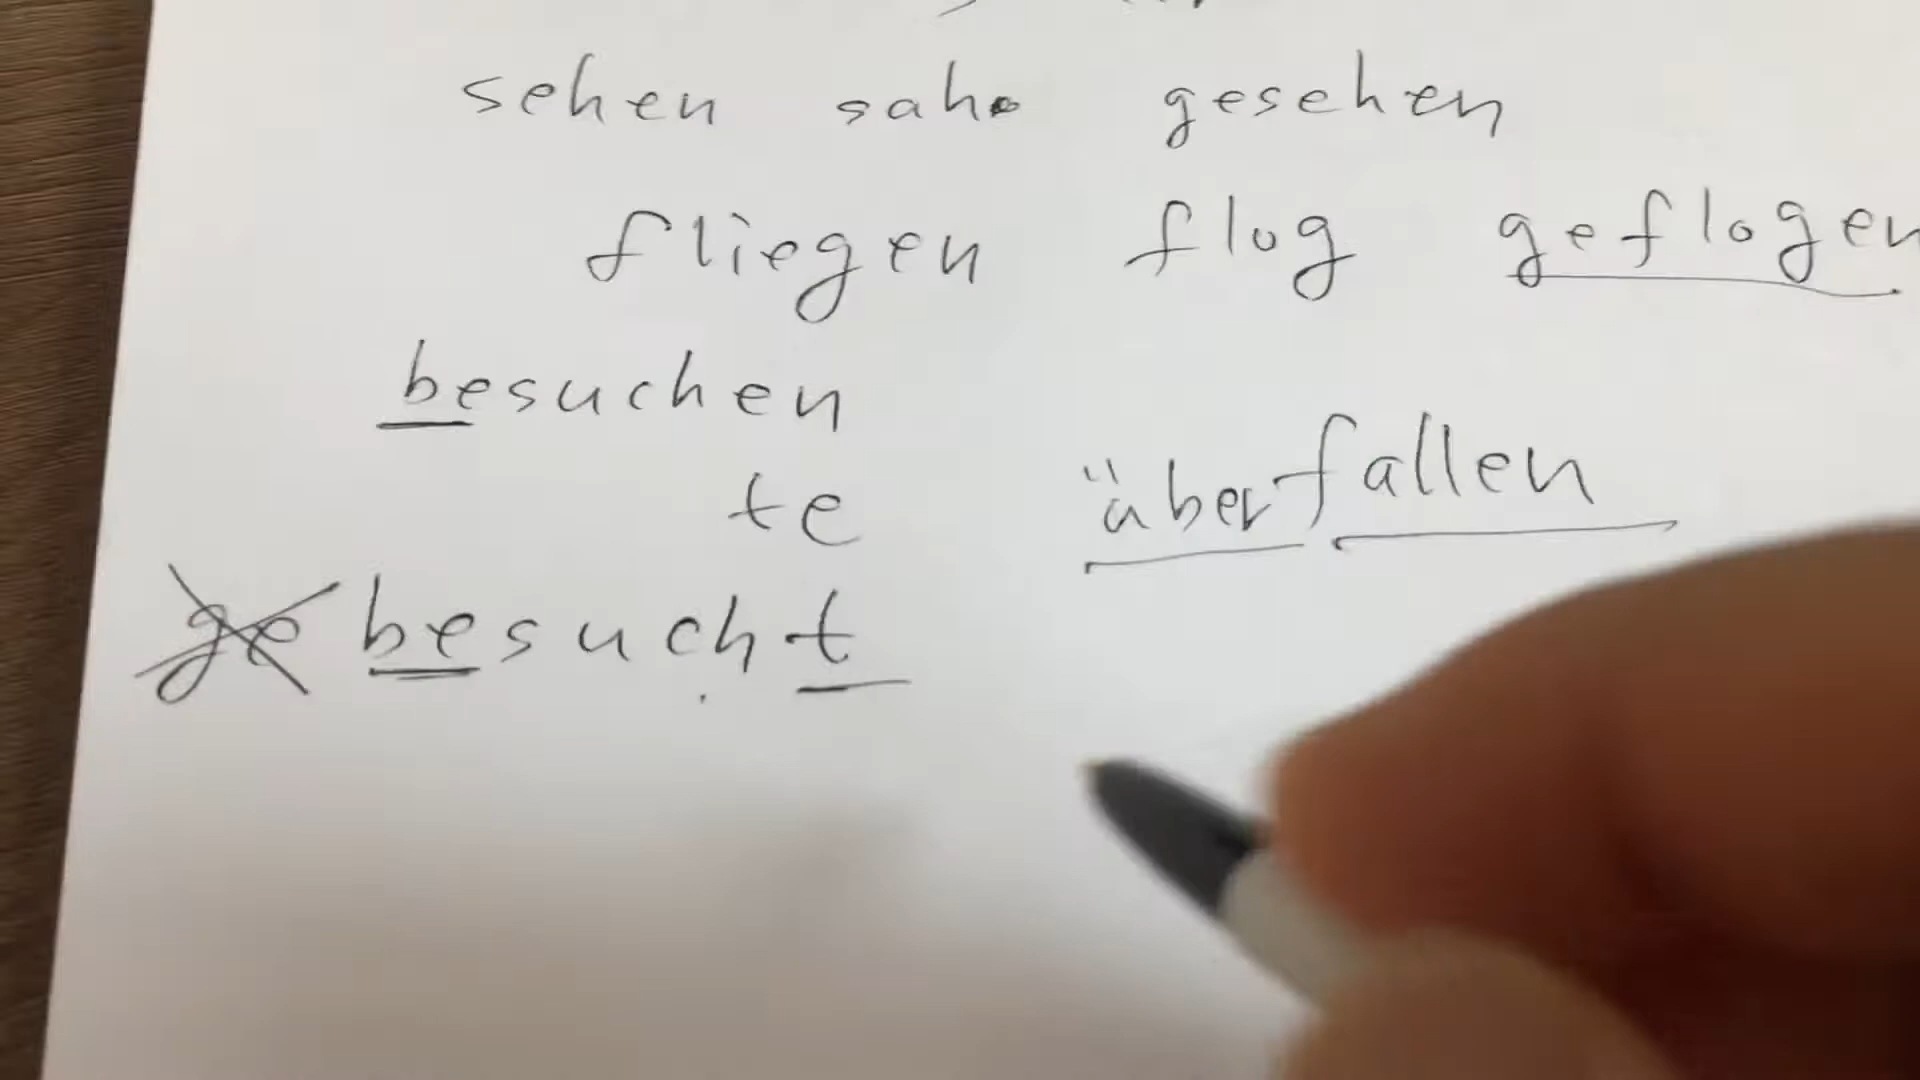 sehen sah gesehen
fliegen flog geflogen
besuchen
te überfallen
ge besucht